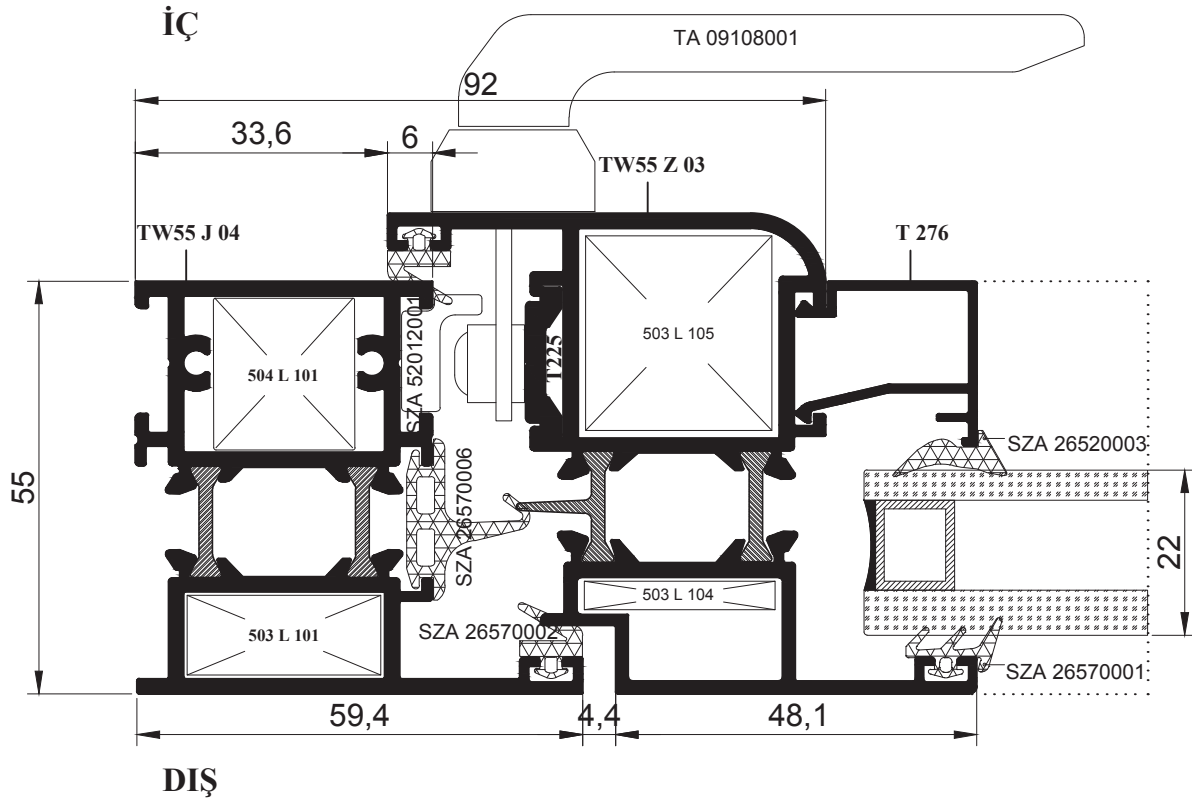 İÇ
TA 09108001
92
33,6
6
TW55 Z 03
TW55 J 04
T 276
503 L 105
504 L 101
SZA 52012001
T225
SZA 26520003
55
SZA 26570006
22
503 L 104
503 L 101
SZA 26570002
SZA 26570001
59,4
4,4
48,1
DIŞ